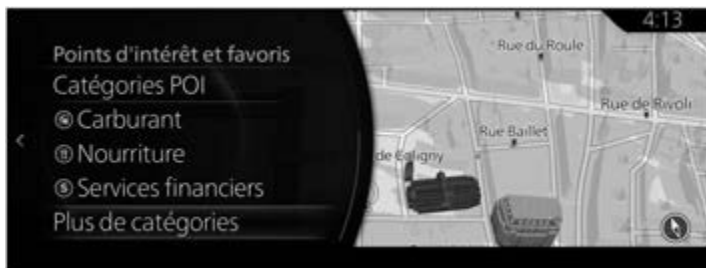 4:13
Points d'intérêt et favoris
Catégories POI
Carburant
Nourriture
Services financiers
Plus de catégories
Rue du Roule
Rue de Rivoli
Rue Baillet
de Coligny